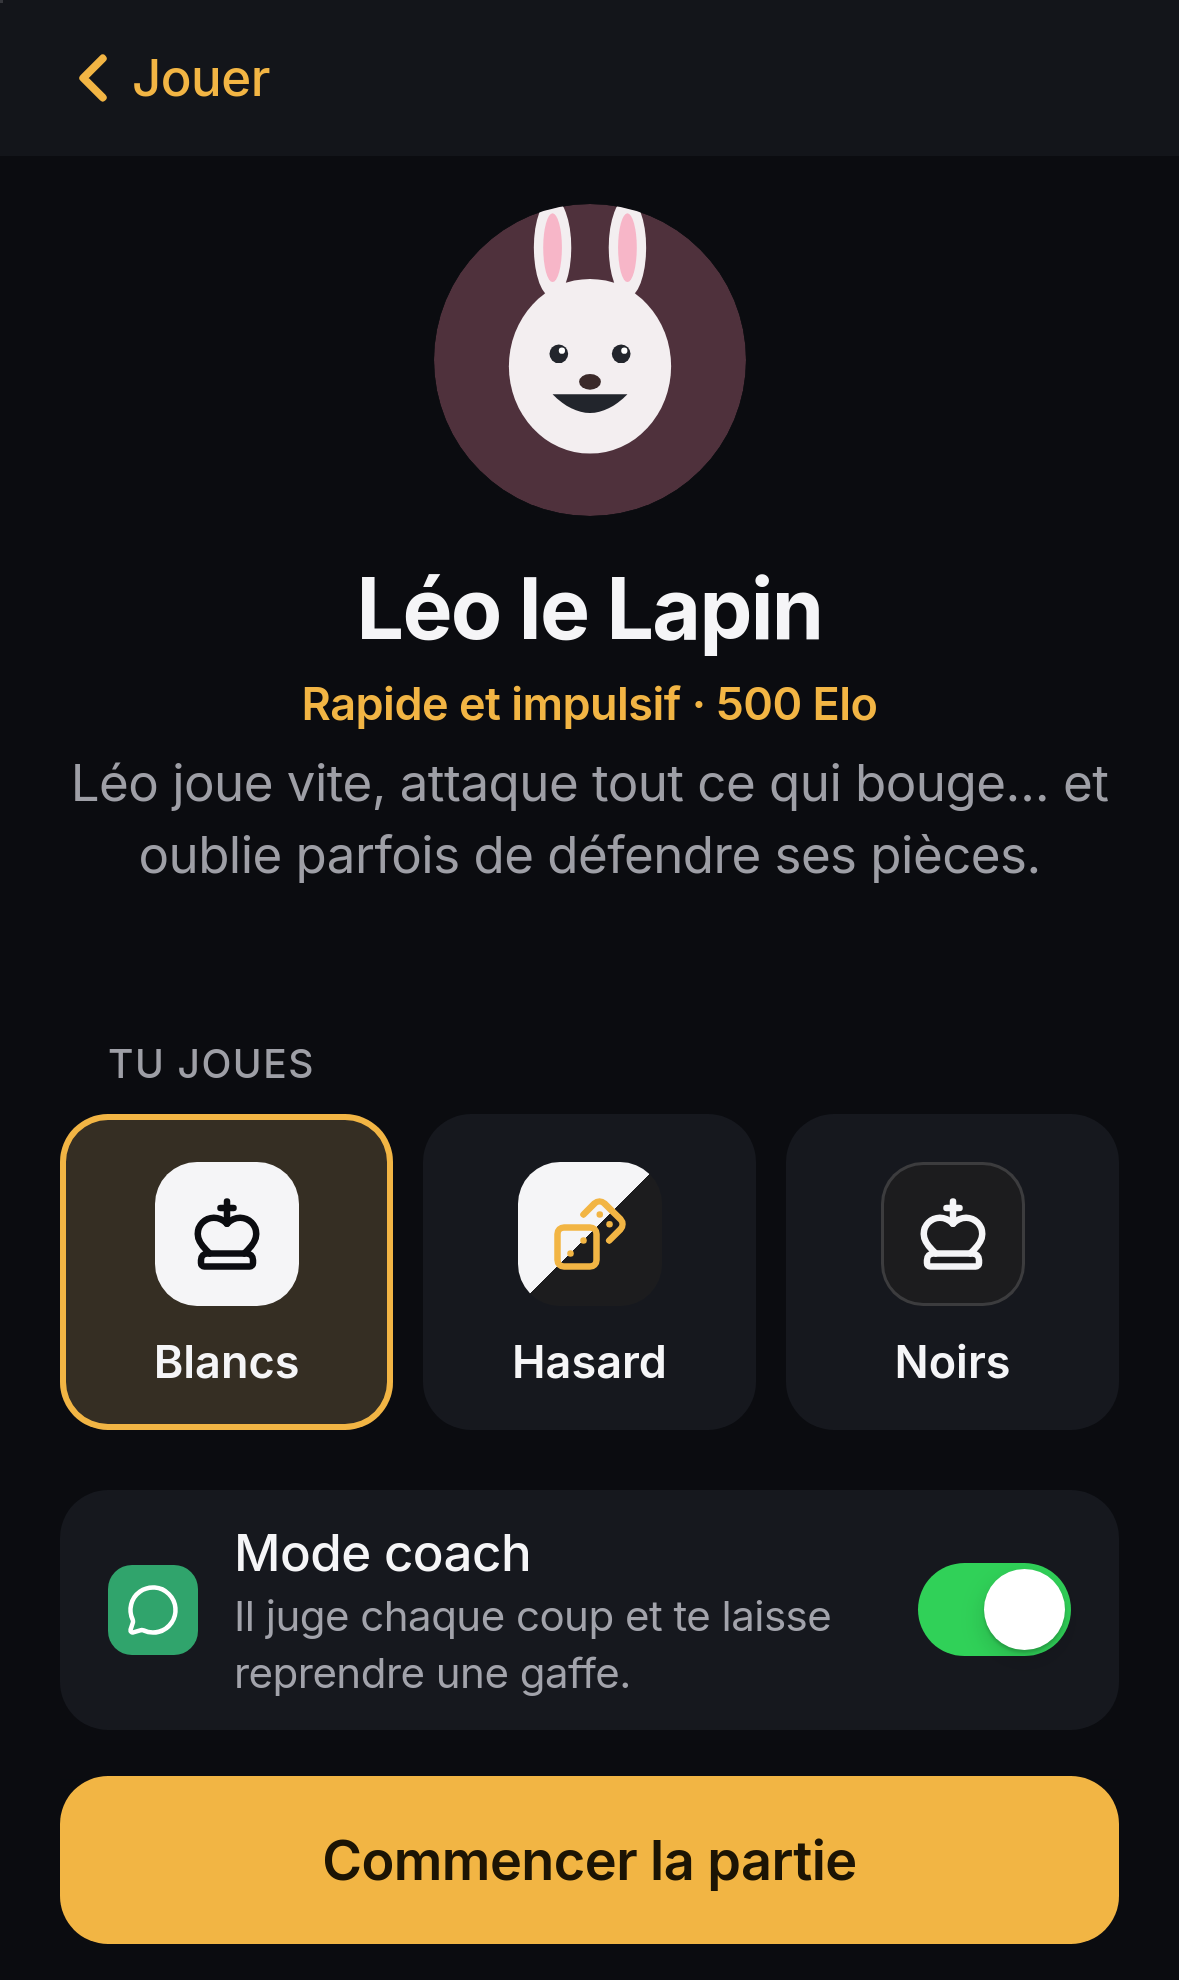 Jouer
Léo le Lapin
Rapide et impulsif · 500 Elo
Léo joue vite, attaque tout ce qui bouge… et
oublie parfois de défendre ses pièces.
TU JOUES
Blancs
Hasard
Noirs
Mode coach
Il juge chaque coup et te laisse
reprendre une gaffe.
Commencer la partie